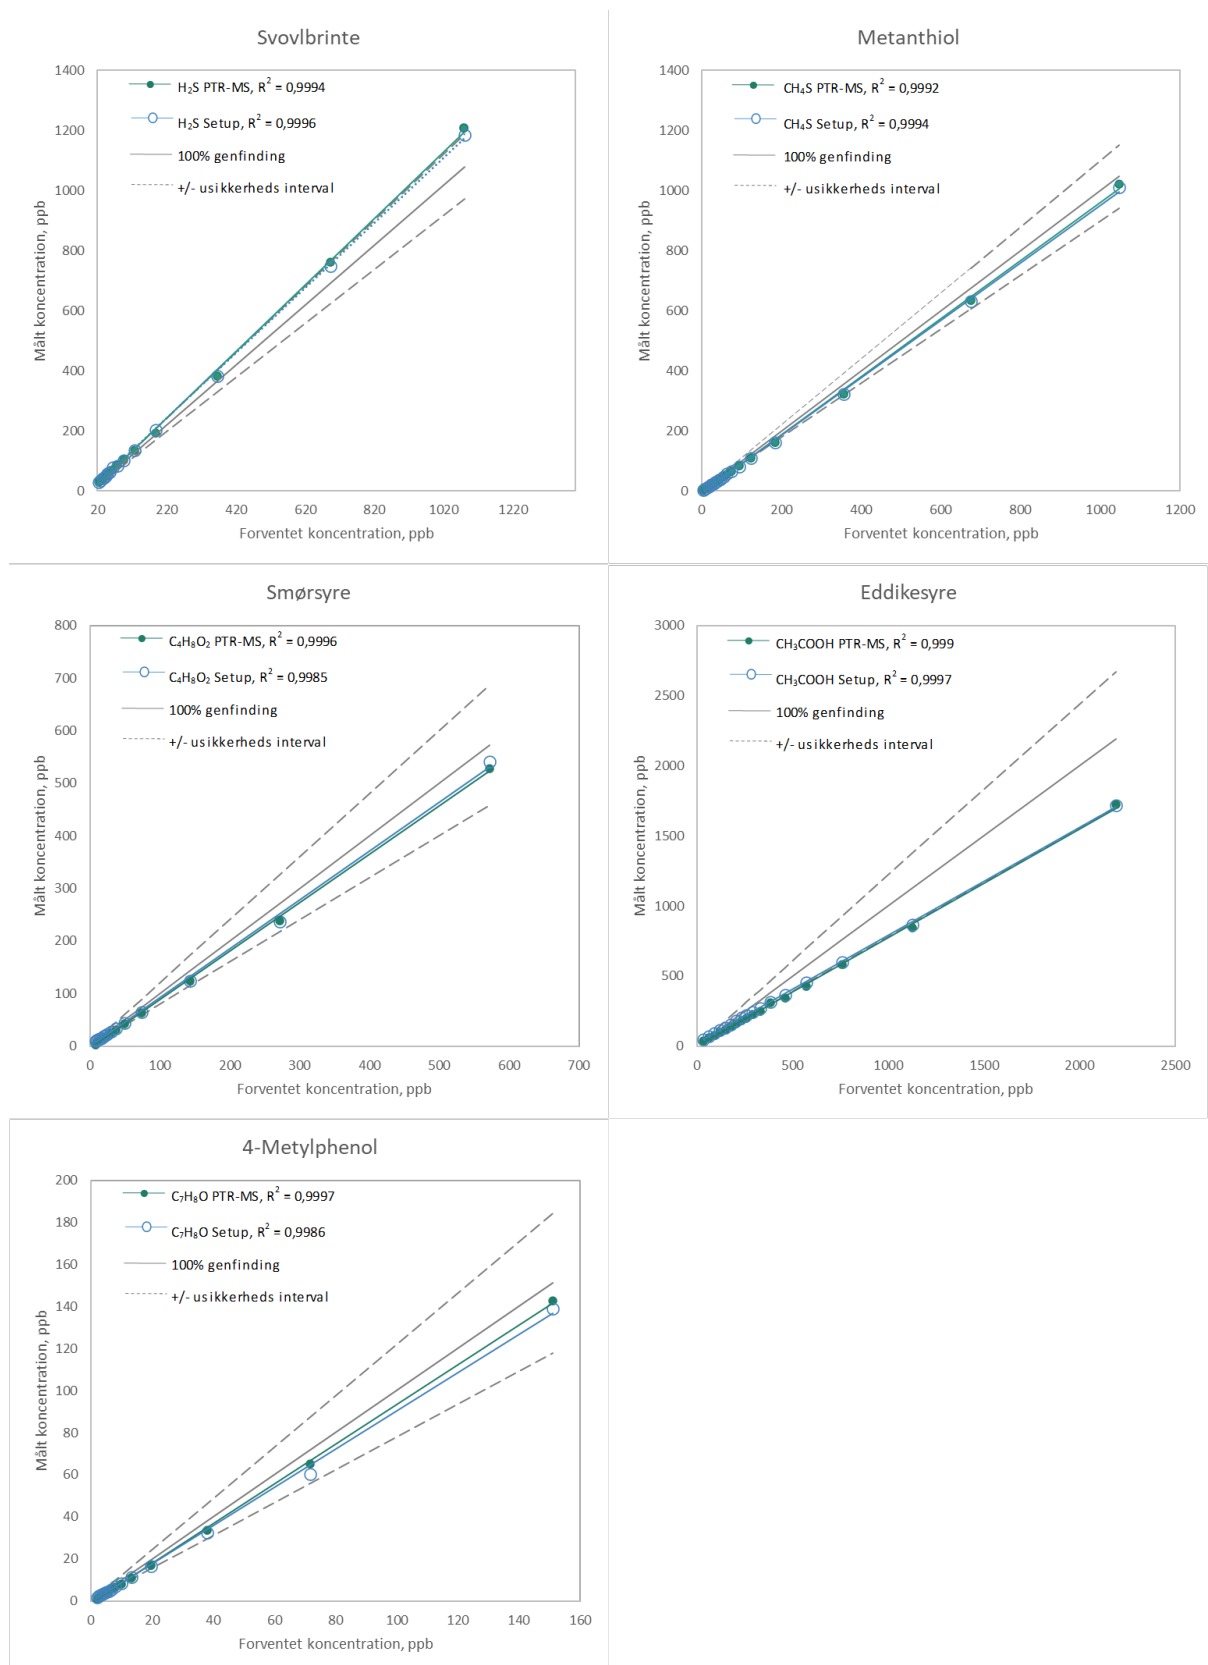 Svovlbrinte
Målt koncentration, ppb
1400
1200
1000
800
600
400
200
0
H₂S PTR-MS, R² = 0,9994
H₂S Setup, R² = 0,9996
100% genfinding
+/- usikkerheds interval
20 220 420 620 820 1020 1220
Forventet koncentration, ppb
Metanthiol
Målt koncentration, ppb
1400
1200
1000
800
600
400
200
0
CH₄S PTR-MS, R² = 0,9992
CH₄S Setup, R² = 0,9994
100% genfinding
+/- usikkerheds interval
0 200 400 600 800 1000 1200
Forventet koncentration, ppb
Smørsyre
Målt koncentration, ppb
800
700
600
500
400
300
200
100
0
C₄H₈O₂ PTR-MS, R² = 0,9996
C₄H₈O₂ Setup, R² = 0,9985
100% genfinding
+/- usikkerheds interval
0 100 200 300 400 500 600 700
Forventet koncentration, ppb
Eddikesyre
Målt koncentration, ppb
3000
2500
2000
1500
1000
500
0
CH₃COOH PTR-MS, R² = 0,999
CH₃COOH Setup, R² = 0,9997
100% genfinding
+/- usikkerheds interval
0 500 1000 1500 2000 2500
Forventet koncentration, ppb
4-Metylphenol
Målt koncentration, ppb
200
180
160
140
120
100
80
60
40
20
0
C₇H₈O PTR-MS, R² = 0,9997
C₇H₈O Setup, R² = 0,9986
100% genfinding
+/- usikkerheds interval
0 20 40 60 80 100 120 140 160
Forventet koncentration, ppb